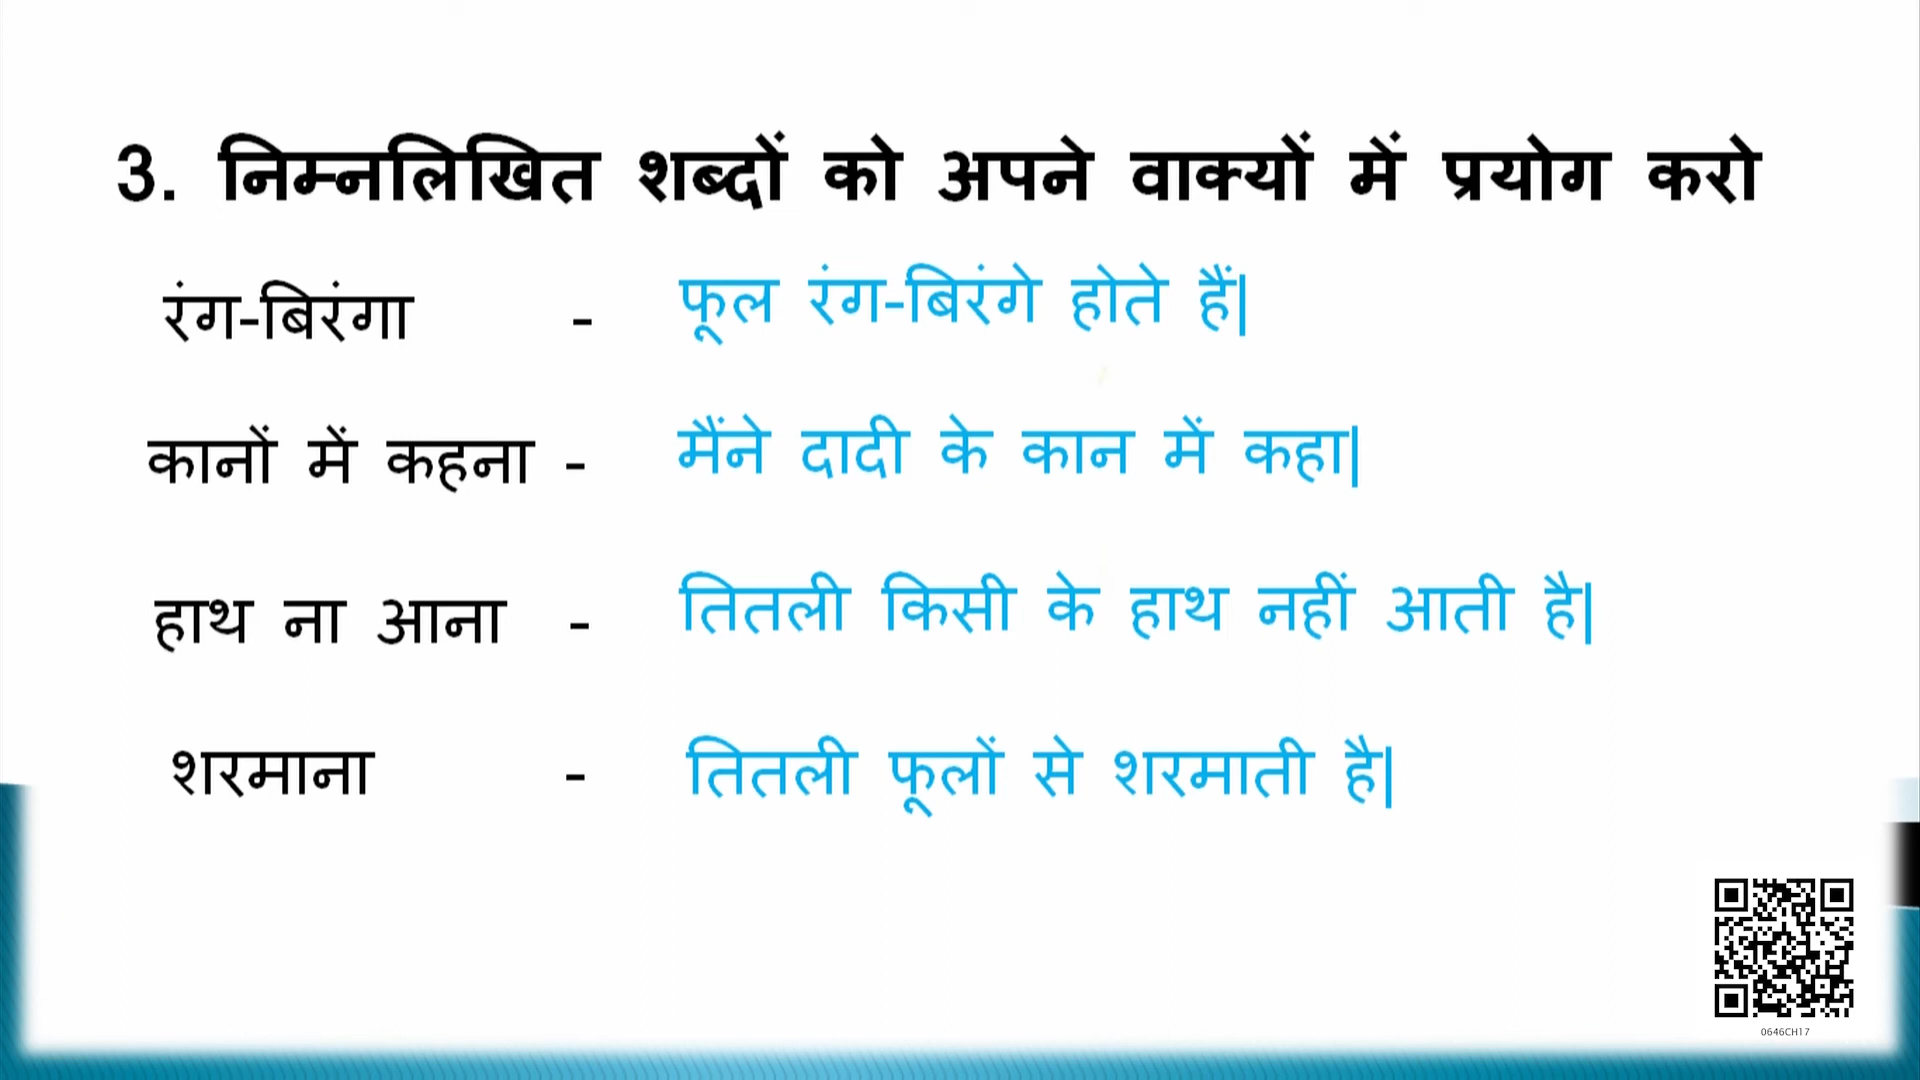 3. निम्नलिखित शब्दों को अपने वाक्यों में प्रयोग करो
रंग-बिरंगा - फूल रंग-बिरंगे होते हैं|
कानों में कहना - मैंने दादी के कान में कहा|
हाथ ना आना - तितली किसी के हाथ नहीं आती है|
शरमाना - तितली फूलों से शरमाती है|
0646CH17